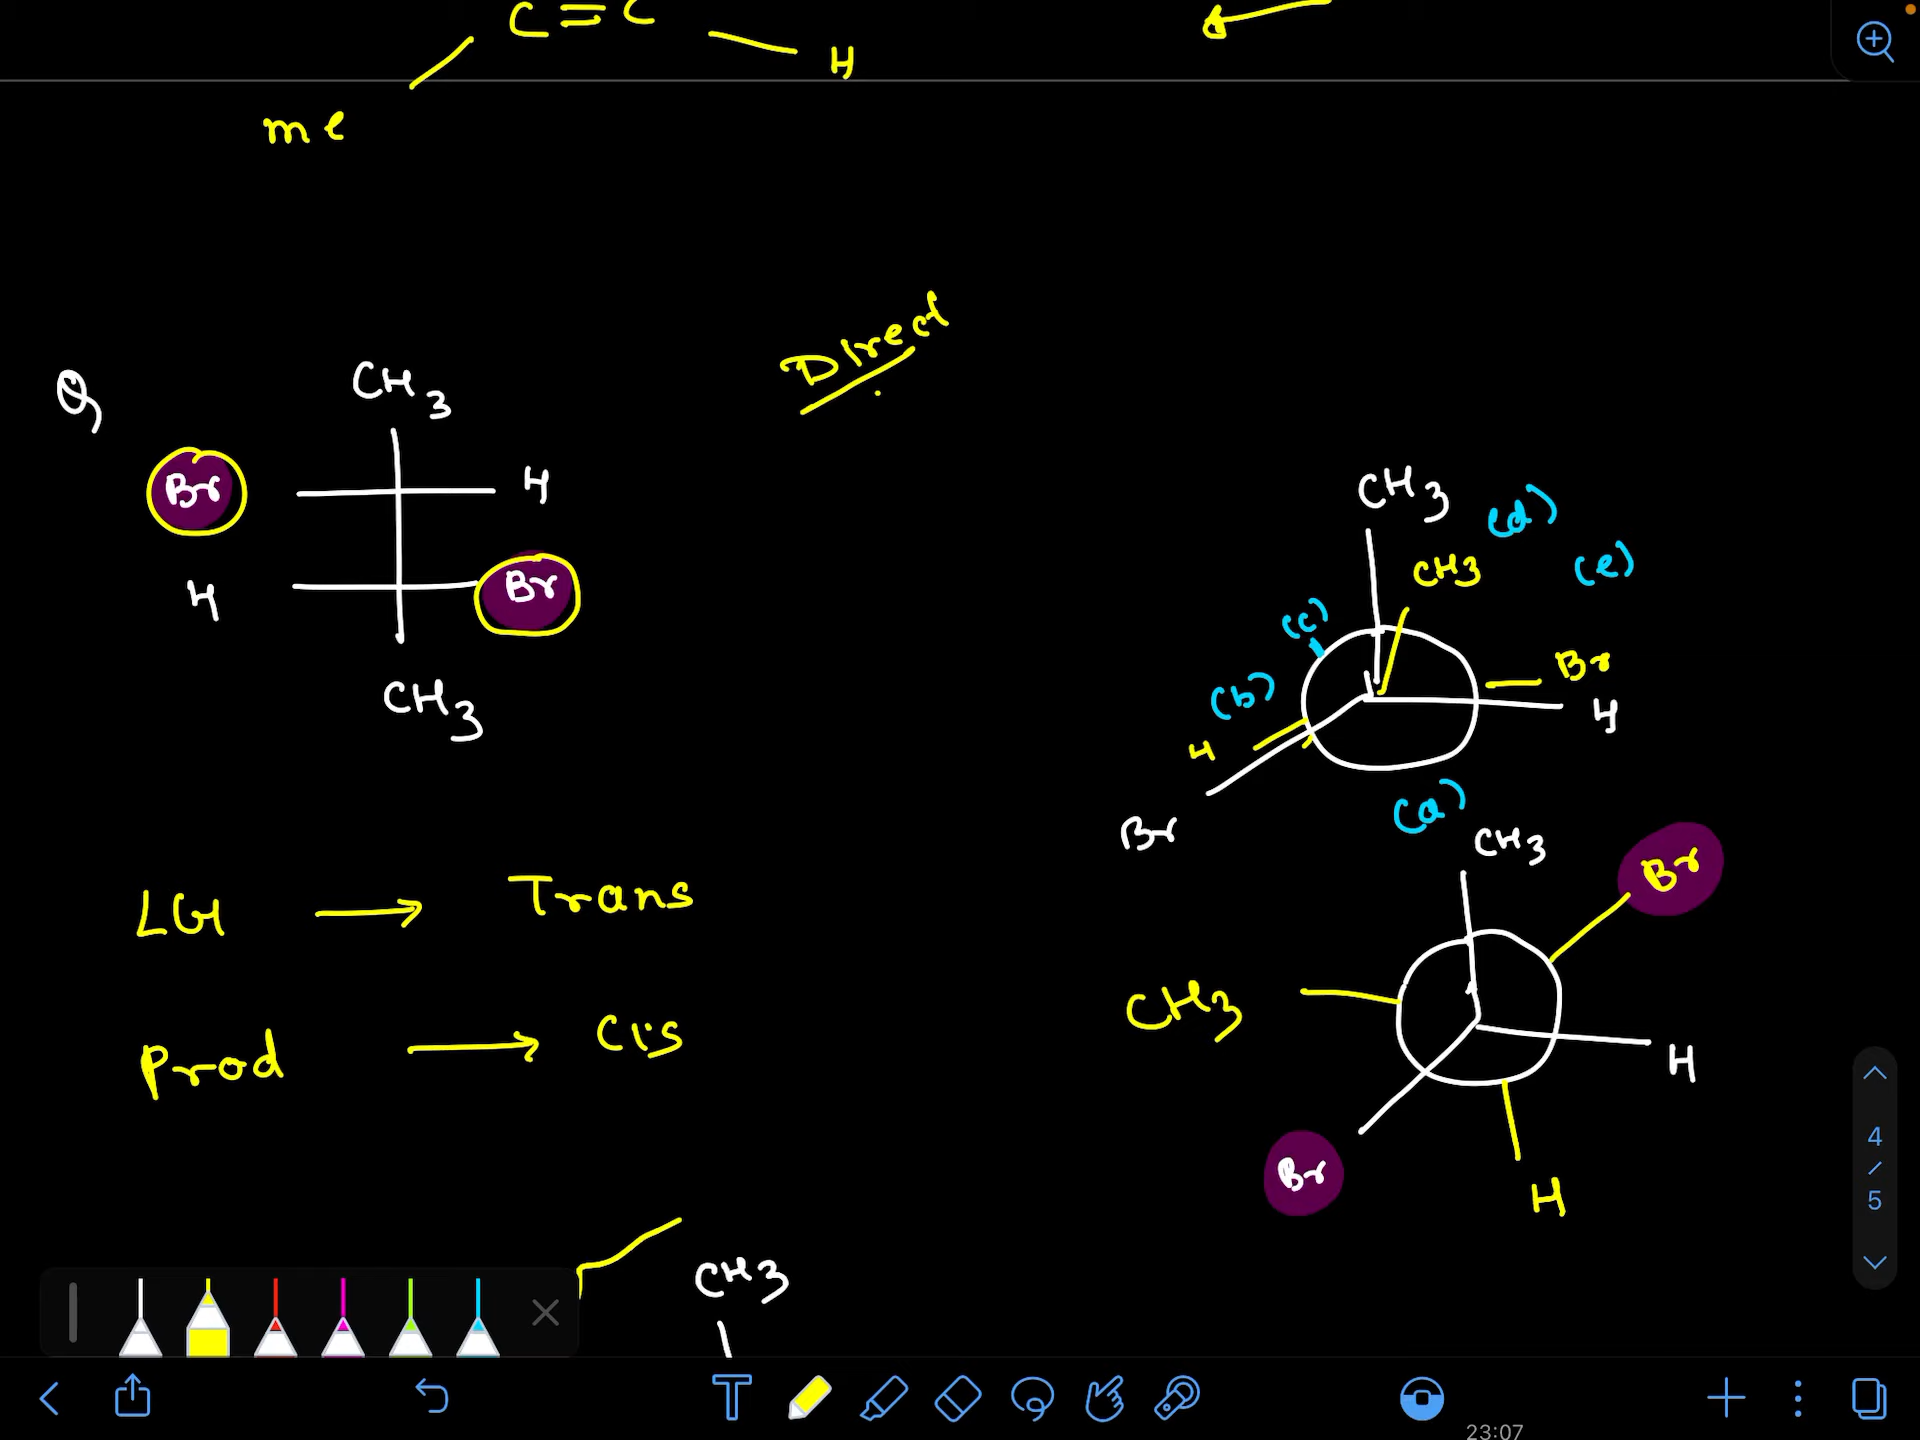 C = C
H
me
Direct
Q
CH3
Br
H
H
Br
CH3
CH3
(d)
CH3
(e)
(c)
Br
(b)
H
H
Br
(a)
CH3
Br
LG
Trans
CH3
H
Prod
Cis
Br
H
CH3
4
/
5
23:07